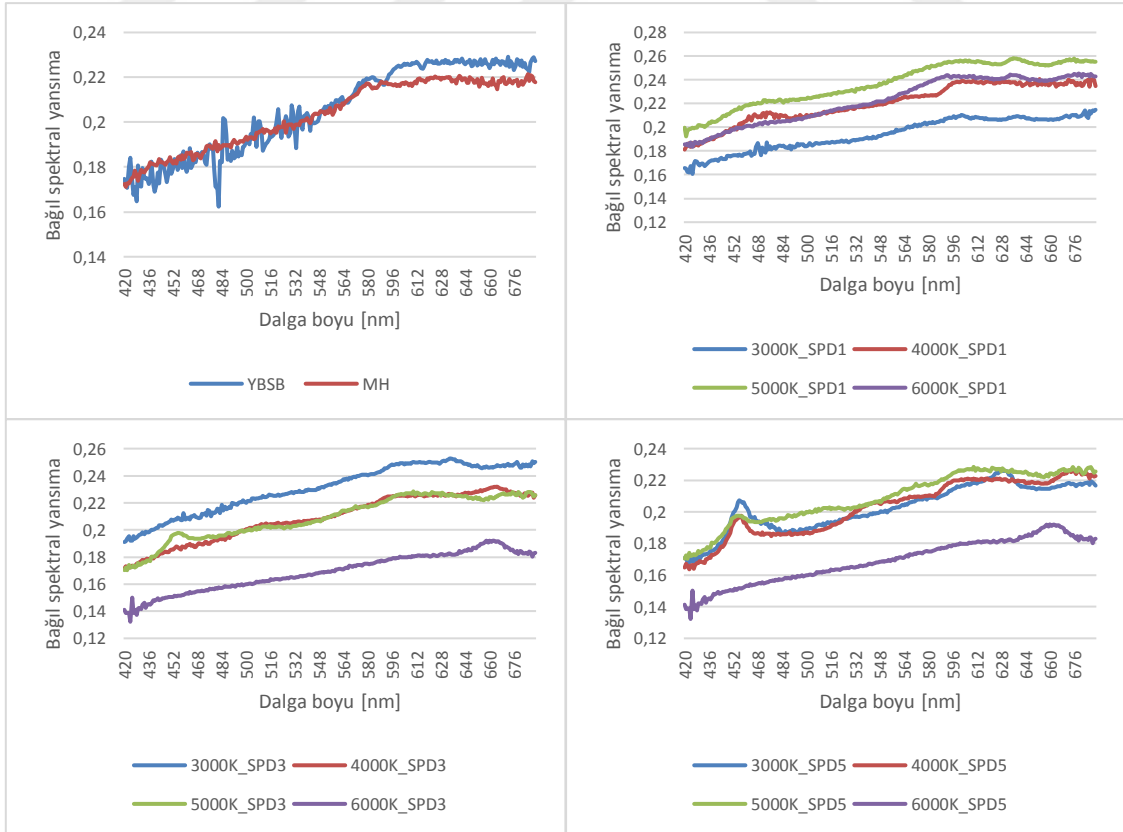 0,24
0,22
0,2
0,18
0,16
0,14
Bağıl spektral yansıma
420 436 452 468 484 500 516 532 548 564 580 596 612 628 644 660 676
Dalga boyu [nm]
YBSB MH
0,28
0,26
0,24
0,22
0,2
0,18
0,16
0,14
0,12
Bağıl spektral yansıma
420 436 452 468 484 500 516 532 548 564 580 596 612 628 644 660 676
Dalga boyu [nm]
3000K_SPD1 4000K_SPD1
5000K_SPD1 6000K_SPD1
0,26
0,24
0,22
0,2
0,18
0,16
0,14
0,12
Bağıl spektral yansıma
420 436 452 468 484 500 516 532 548 564 580 596 612 628 644 660 676
Dalga boyu [nm]
3000K_SPD3 4000K_SPD3
5000K_SPD3 6000K_SPD3
0,24
0,22
0,2
0,18
0,16
0,14
0,12
Bağıl spektral yansıma
420 436 452 468 484 500 516 532 548 564 580 596 612 628 644 660 676
Dalga boyu [nm]
3000K_SPD5 4000K_SPD5
5000K_SPD5 6000K_SPD5